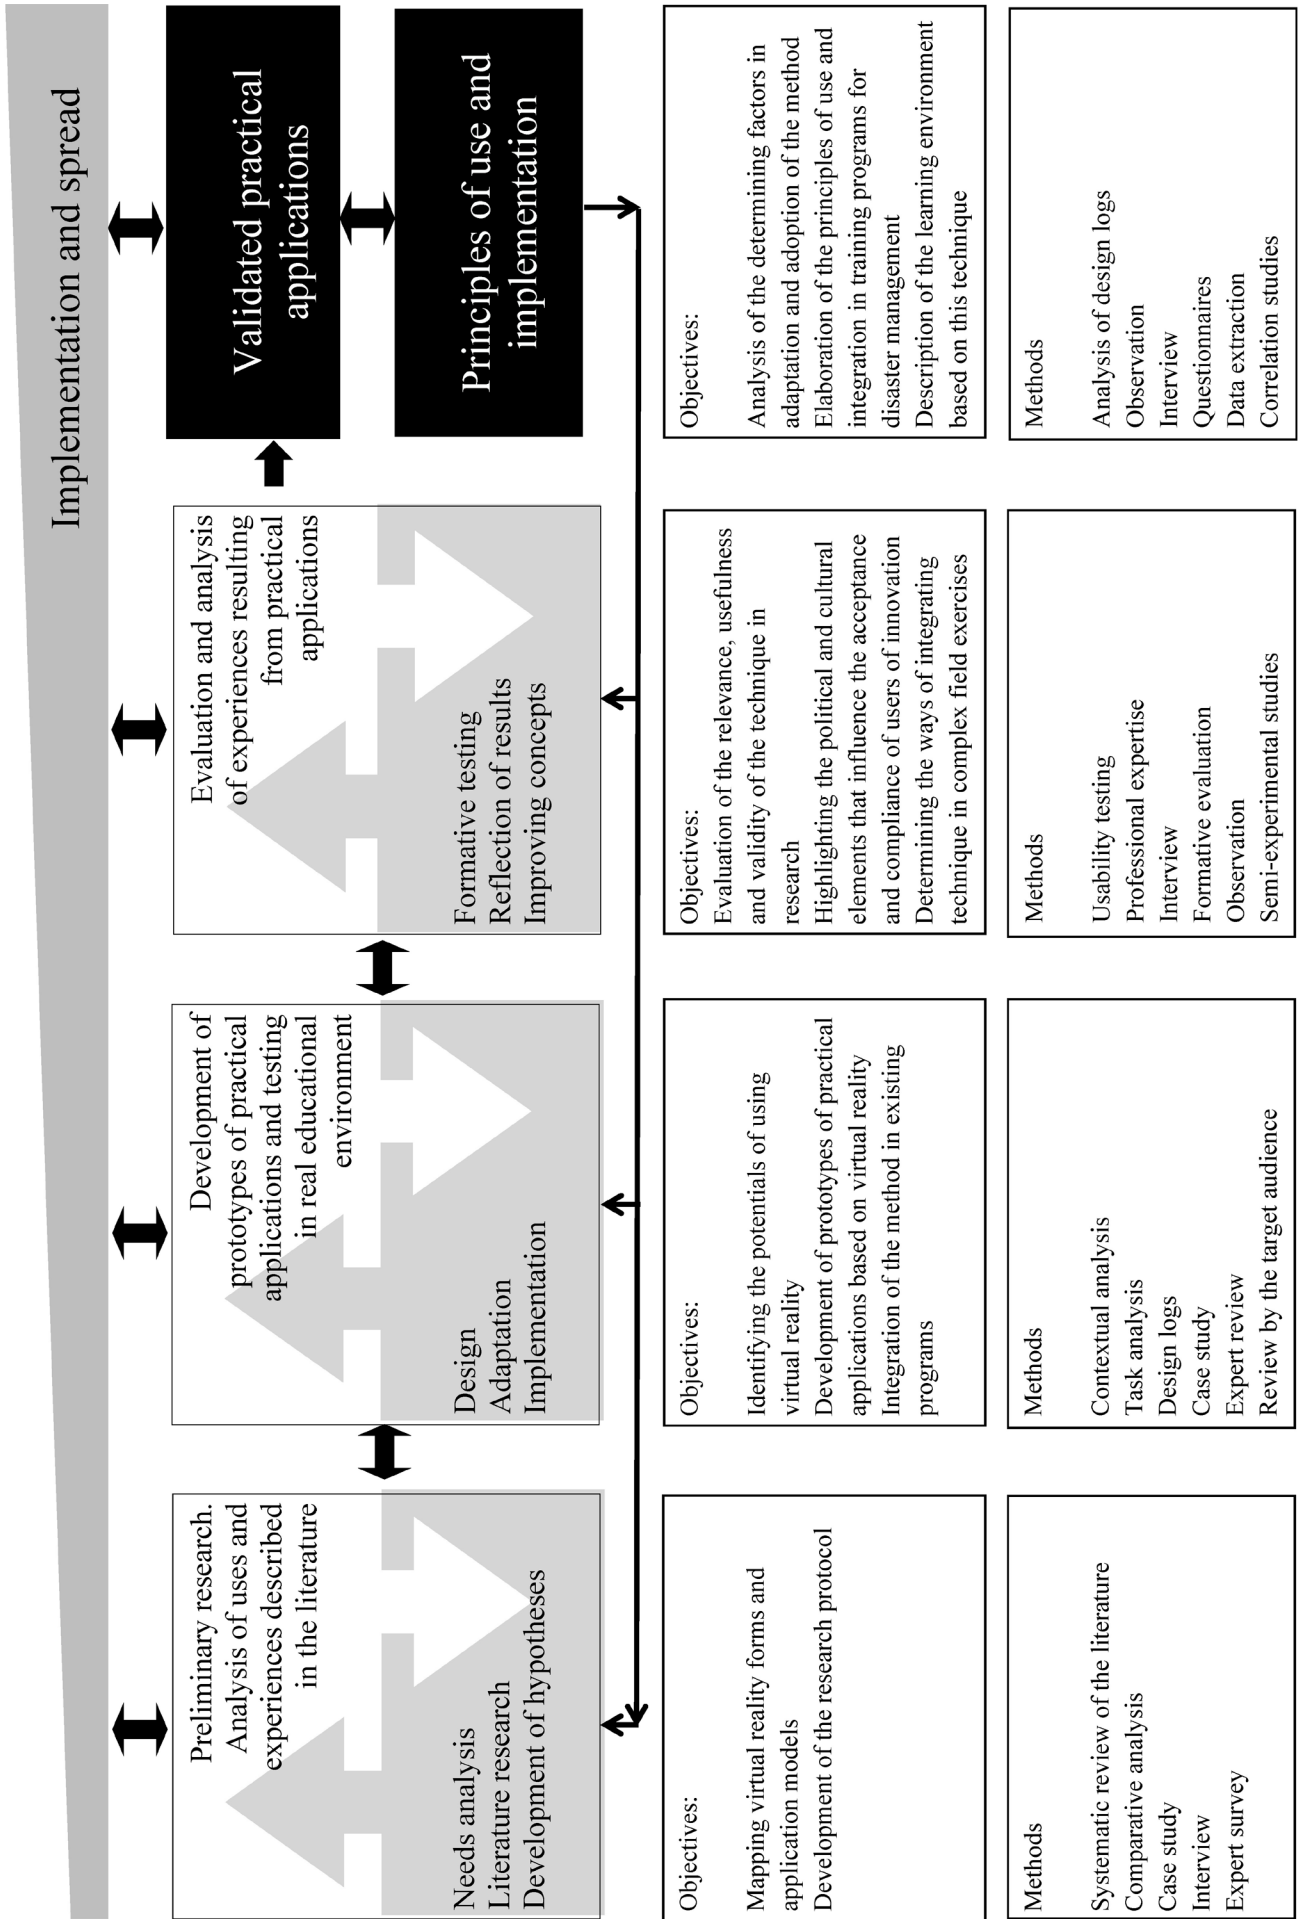 Implementation and spread
Preliminary research.
Analysis of uses and
experiences described
in the literature
Needs analysis
Literature research
Development of hypotheses
Development of
prototypes of practical
applications and testing
in real educational
environment
Design
Adaptation
Implementation
Evaluation and analysis
of experiences resulting
from practical
applications
Formative testing
Reflection of results
Improving concepts
Validated practical
applications
Principles of use and
implementation
Objectives:
Mapping virtual reality forms and
application models
Development of the research protocol
Objectives:
Identifying the potentials of using
virtual reality
Development of prototypes of practical
applications based on virtual reality
Integration of the method in existing
programs
Objectives:
Evaluation of the relevance, usefulness
and validity of the technique in
research
Highlighting the political and cultural
elements that influence the acceptance
and compliance of users of innovation
Determining the ways of integrating
technique in complex field exercises
Objectives:
Analysis of the determining factors in
adaptation and adoption of the method
Elaboration of the principles of use and
integration in training programs for
disaster management
Description of the learning environment
based on this technique
Methods
Systematic review of the literature
Comparative analysis
Case study
Interview
Expert survey
Methods
Contextual analysis
Task analysis
Design logs
Case study
Expert review
Review by the target audience
Methods
Usability testing
Professional expertise
Interview
Formative evaluation
Observation
Semi-experimental studies
Methods
Analysis of design logs
Observation
Interview
Questionnaires
Data extraction
Correlation studies